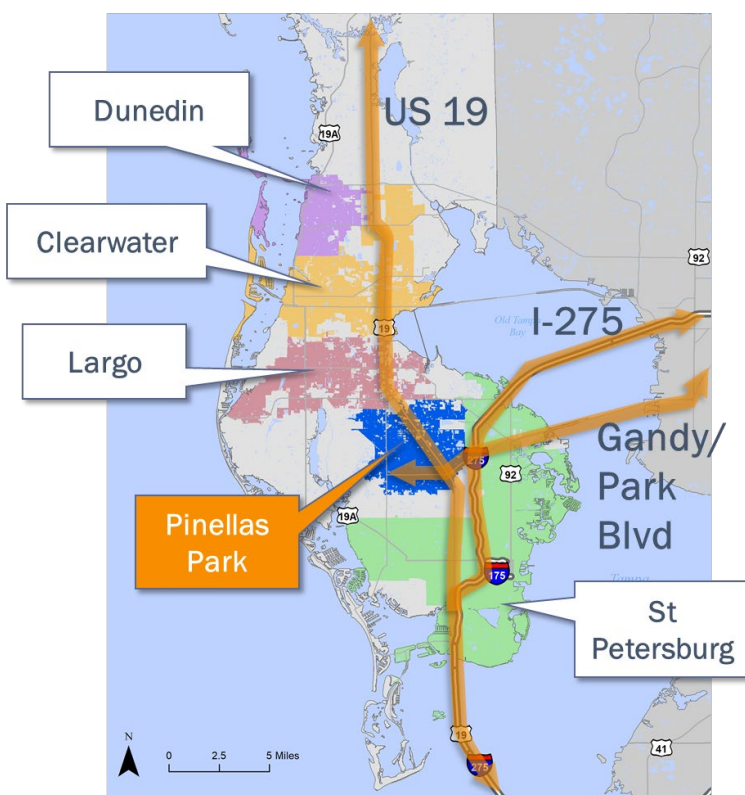 Dunedin
US 19
19A
Clearwater
92
19
Old Tampa
Bay
I-275
Largo
275
92
Gandy/
Park
Blvd
Pinellas
Park
19A
175
Tampa
St
Petersburg
N
0 2.5 5 Miles
19
41
275